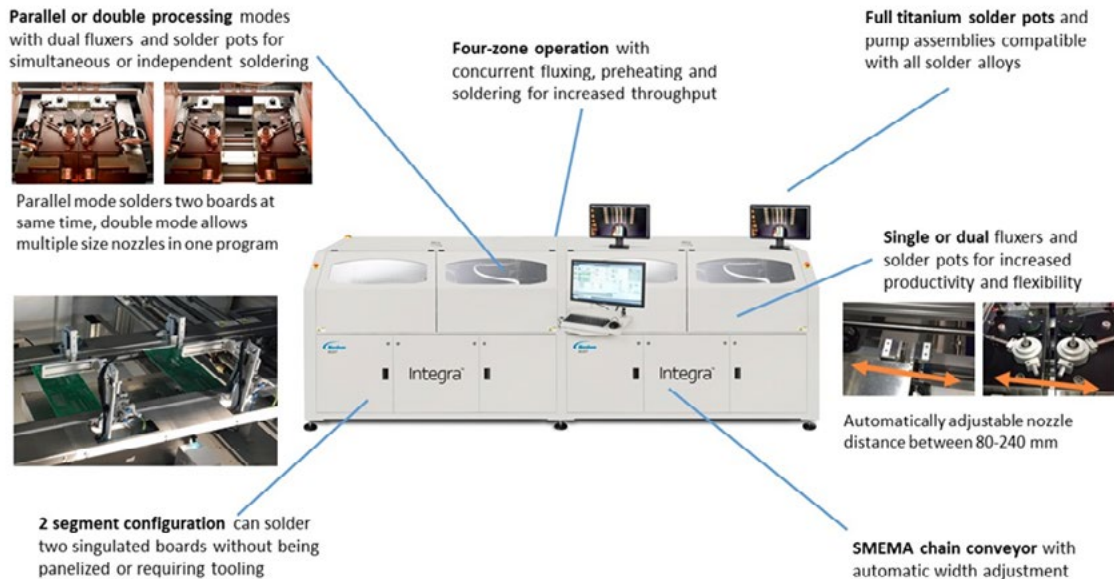 Parallel or double processing modes
with dual fluxers and solder pots for
simultaneous or independent soldering
Parallel mode solders two boards at
same time, double mode allows
multiple size nozzles in one program
Four-zone operation with
concurrent fluxing, preheating and
soldering for increased throughput
Full titanium solder pots and
pump assemblies compatible
with all solder alloys
Single or dual fluxers and
solder pots for increased
productivity and flexibility
Automatically adjustable nozzle
distance between 80-240 mm
Integra™
Integra™
2 segment configuration can solder
two singulated boards without being
panelized or requiring tooling
SMEMA chain conveyor with
automatic width adjustment